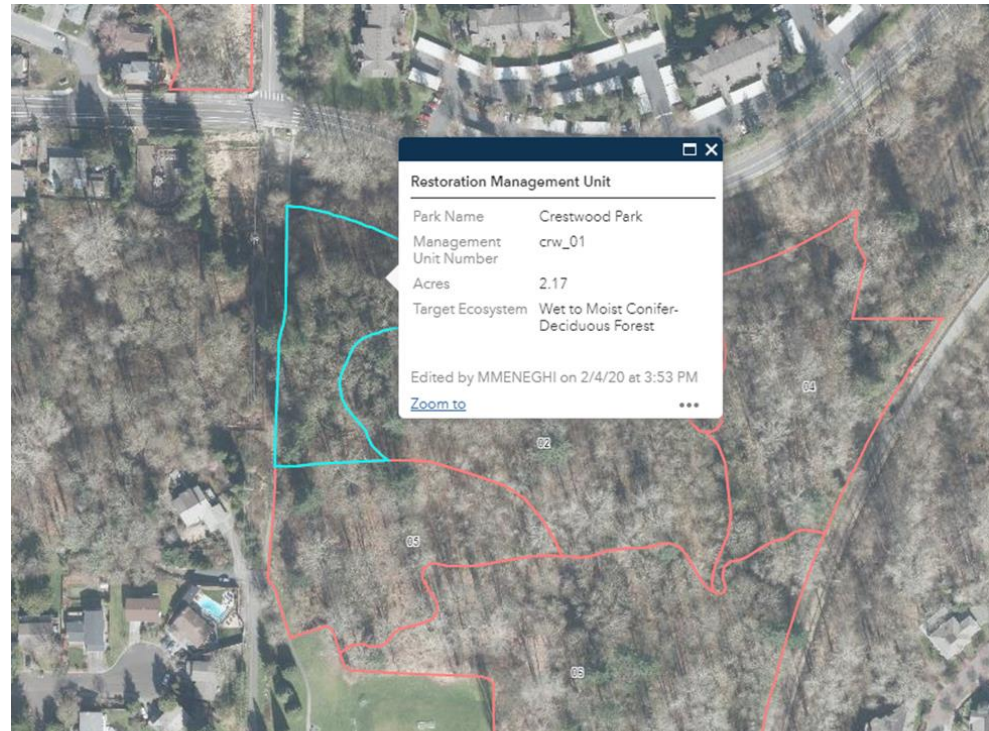 Restoration Management Unit
Park Name Crestwood Park
Management Unit Number crw_01
Acres 2.17
Target Ecosystem Wet to Moist Conifer-
Deciduous Forest
Edited by MMENEGHI on 2/4/20 at 3:53 PM
Zoom to
04
02
05
06